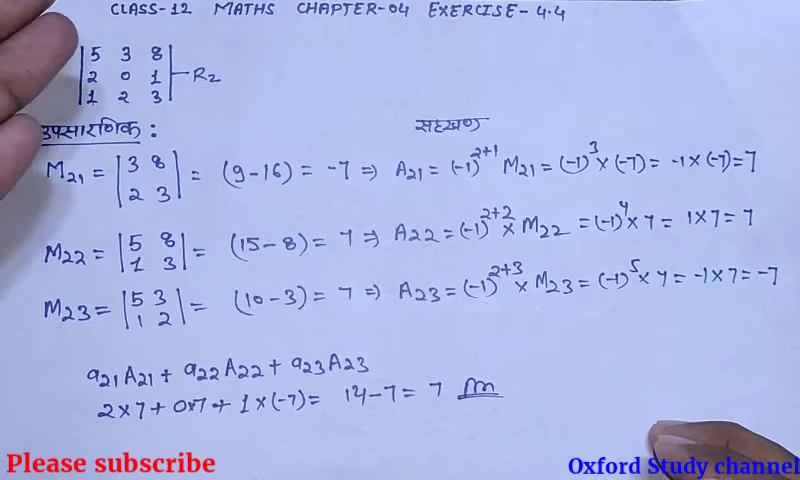 CLASS-12 MATHS CHAPTER-04 EXERCISE-4.4
|5 3 8|
|2 0 1| — R2
|1 2 3|
उपसारणिक : सहखण्ड
M21 = |3 8; 2 3| = (9-16) = -7 ⇒ A21 = (-1)^2+1 M21 = (-1)^3 × (-7) = -1 × (-7) = 7
M22 = |5 8; 1 3| = (15-8) = 7 ⇒ A22 = (-1)^2+2 × M22 = (-1)^4 × 7 = 1×7 = 7
M23 = |5 3; 1 2| = (10-3) = 7 ⇒ A23 = (-1)^2+3 × M23 = (-1)^5 × 7 = -1×7 = -7
a21A21 + a22A22 + a23A23
2×7 + 0×7 + 1×(-7) = 14-7 = 7
Please subscribe
Oxford Study channel